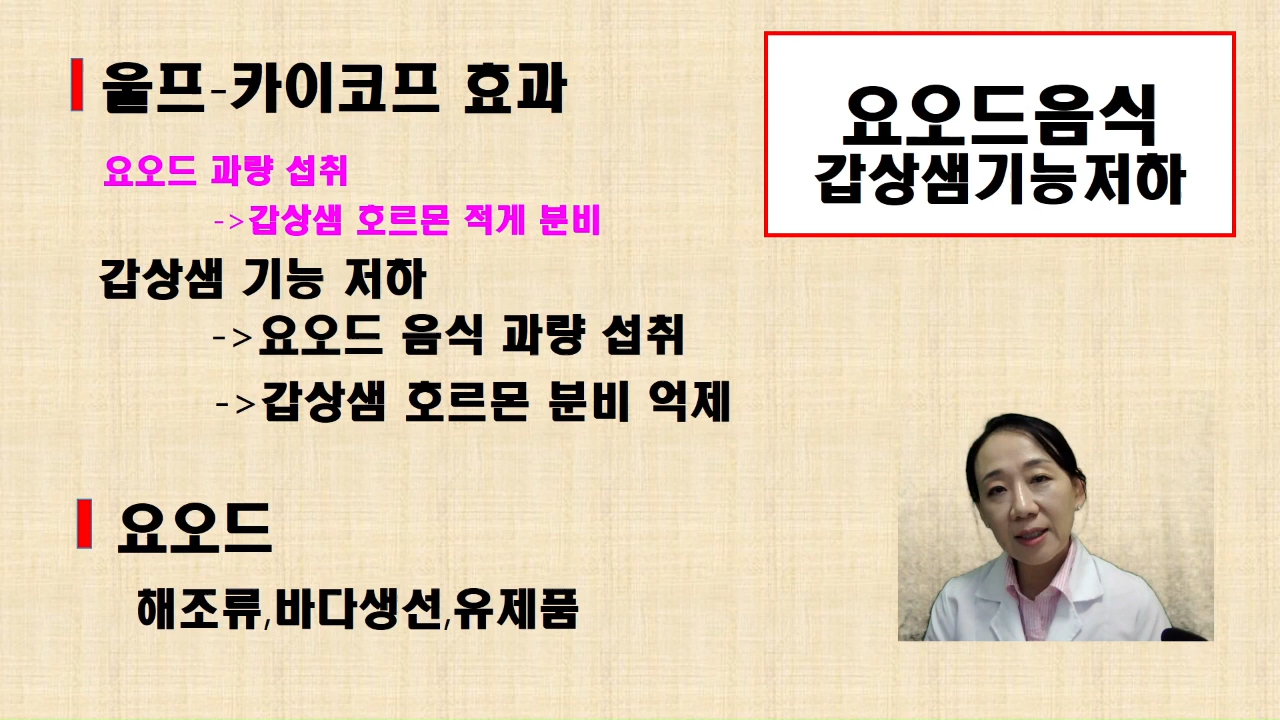 울프-카이코프 효과
요오드 과량 섭취
->갑상샘 호르몬 적게 분비
갑상샘 기능 저하
->요오드 음식 과량 섭취
->갑상샘 호르몬 분비 억제
요오드
해조류,바다생선,유제품
요오드음식
갑상샘기능저하